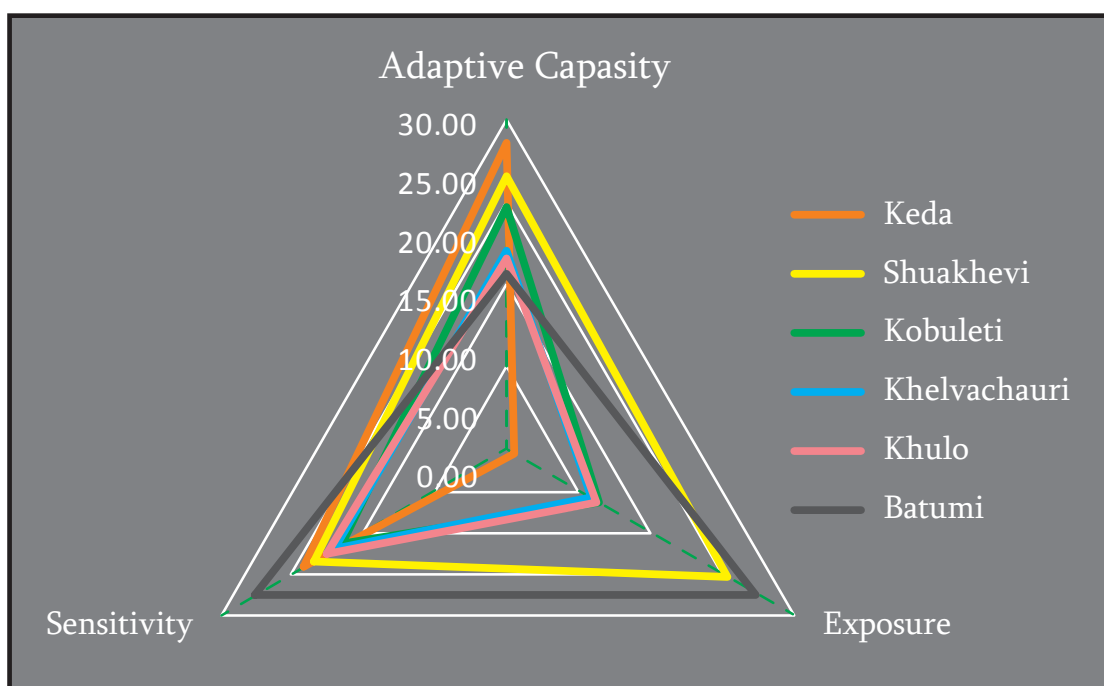 Adaptive Capasity
30.00
25.00
20.00
15.00
10.00
5.00
0.00
Keda
Shuakhevi
Kobuleti
Khelvachauri
Khulo
Batumi
Sensitivity
Exposure